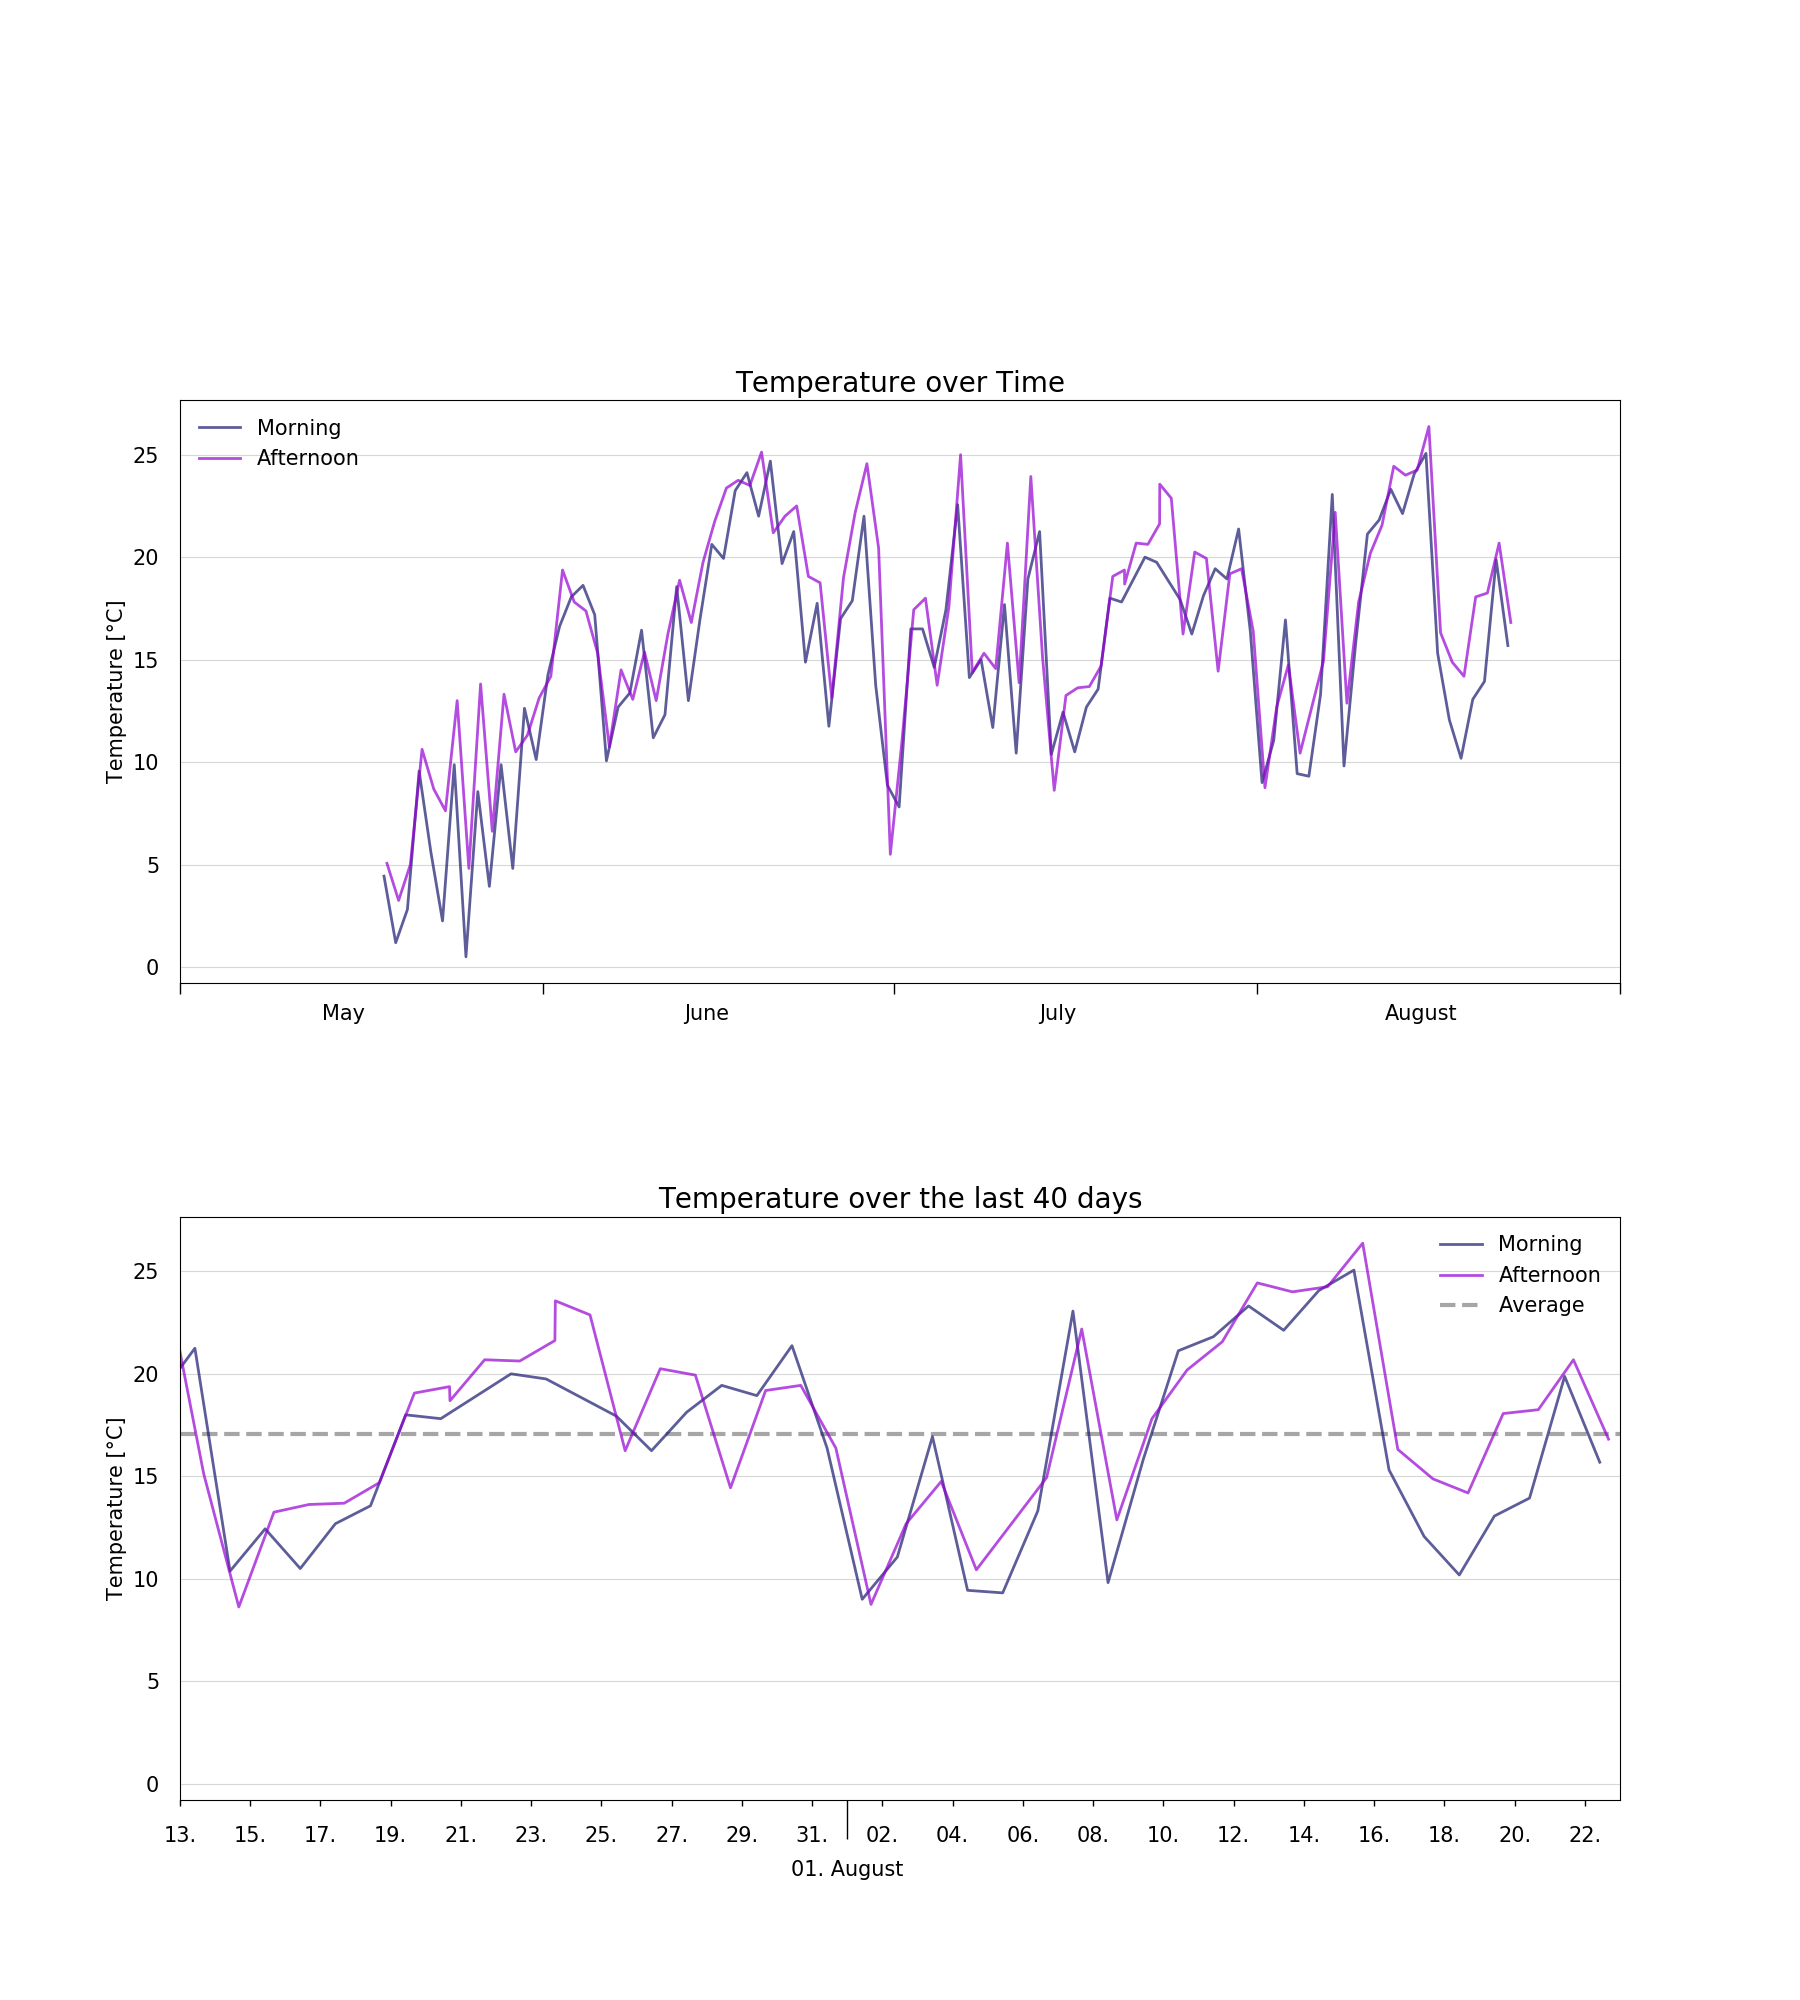 Temperature over Time
Morning
Afternoon
Temperature [°C]
25
20
15
10
5
0
May June July August
Temperature over the last 40 days
Morning
Afternoon
Average
Temperature [°C]
25
20
15
10
5
0
13. 15. 17. 19. 21. 23. 25. 27. 29. 31. 02. 04. 06. 08. 10. 12. 14. 16. 18. 20. 22.
01. August